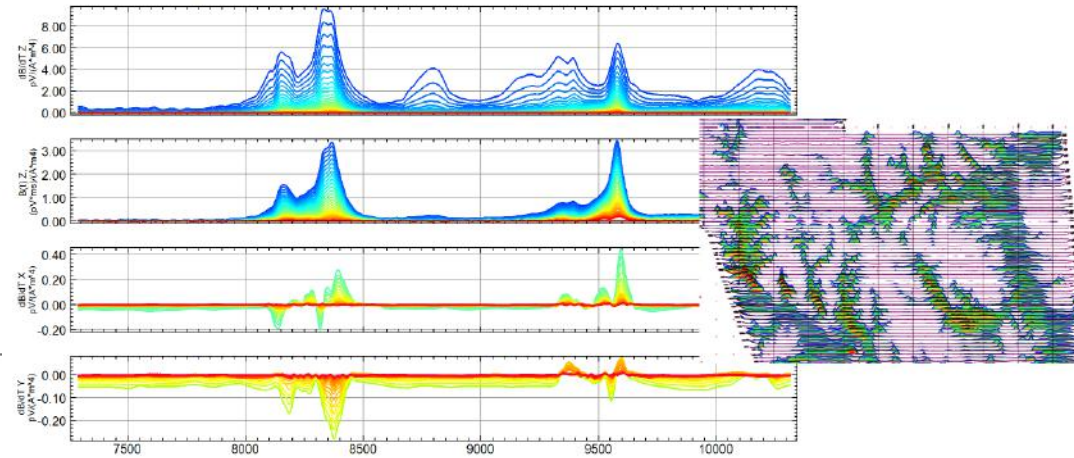 8.00
dB/dT Z
pV/(A*m^4)
6.00
4.00
2.00
0.00
3.00
B(t) Z,
(pV*ms)/(A*m4)
2.00
1.00
0.00
0.40
dB/dT X
pV/(A*m^4)
0.20
0.00
-0.20
0.00
dB/dT Y
pV/(A*m^4)
-0.10
-0.20
7500 8000 8500 9000 9500 10000